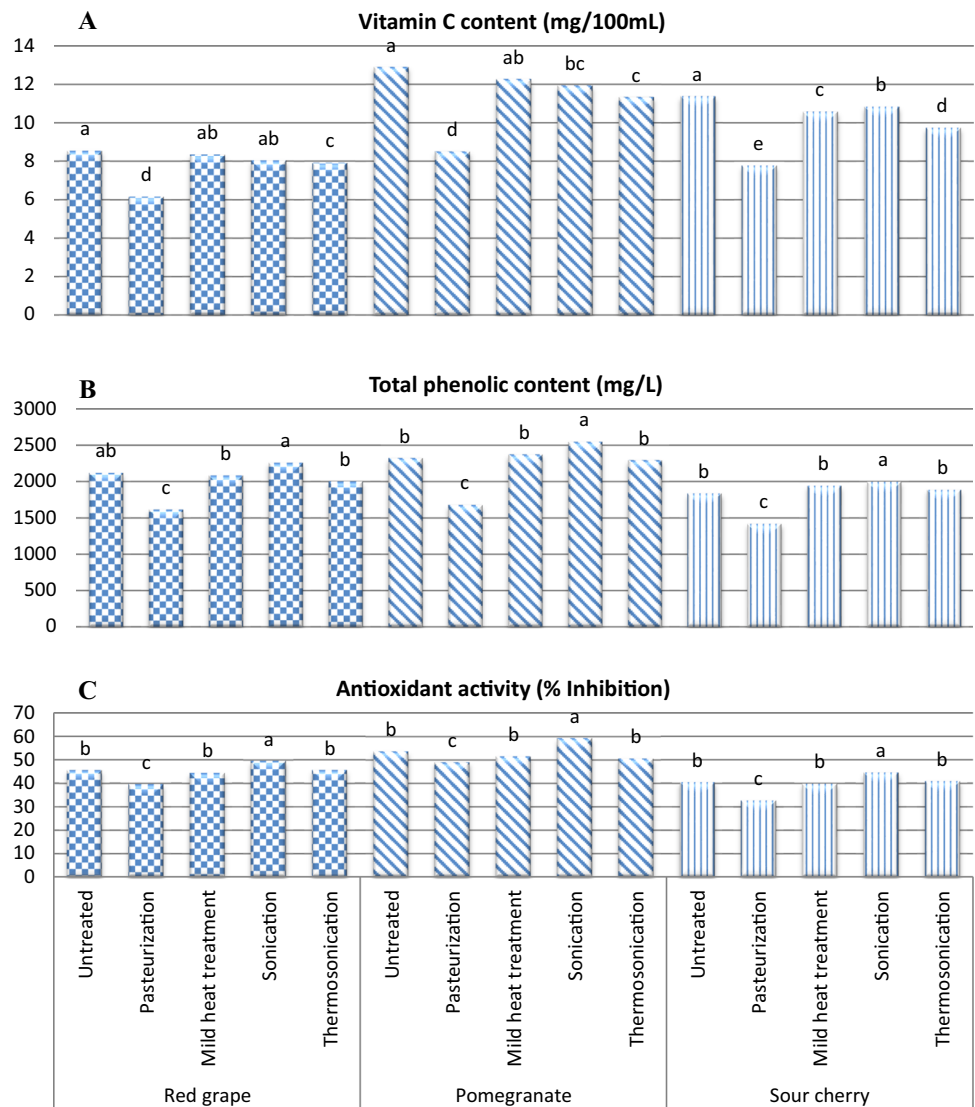 A
Vitamin C content (mg/100mL)
14
12
10
8
6
4
2
0
a
d
ab
ab
c
a
d
ab
bc
c
a
e
c
b
d
B
Total phenolic content (mg/L)
3000
2500
2000
1500
1000
500
0
ab
c
b
a
b
b
c
b
a
b
b
c
b
a
b
C
Antioxidant activity (% Inhibition)
70
60
50
40
30
20
10
0
b
c
b
a
b
b
c
b
a
b
b
c
b
a
b
Untreated
Pasteurization
Mild heat treatment
Sonication
Thermosonication
Untreated
Pasteurization
Mild heat treatment
Sonication
Thermosonication
Untreated
Pasteurization
Mild heat treatment
Sonication
Thermosonication
Red grape
Pomegranate
Sour cherry